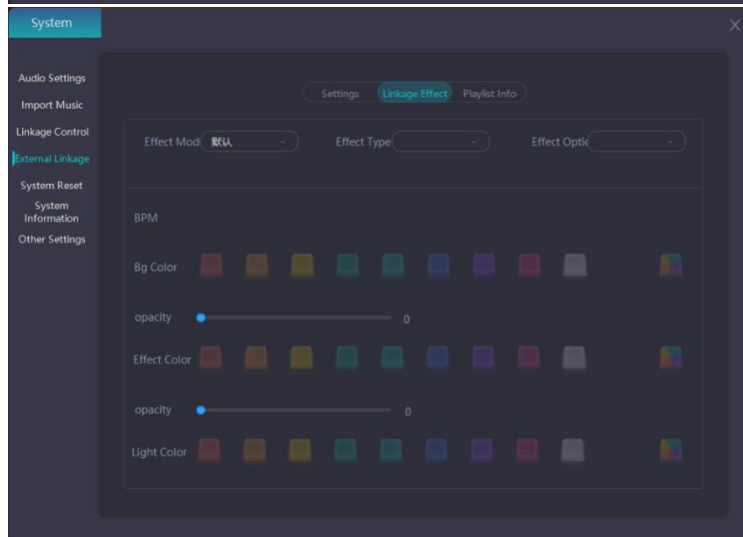 System
Audio Settings
Import Music
Linkage Control
External Linkage
System Reset
System
Information
Other Settings
Settings Linkage Effect Playlist Info
Effect Mod 默认 Effect Type Effect Optic
BPM
Bg Color
opacity 0
Effect Color
opacity 0
Light Color